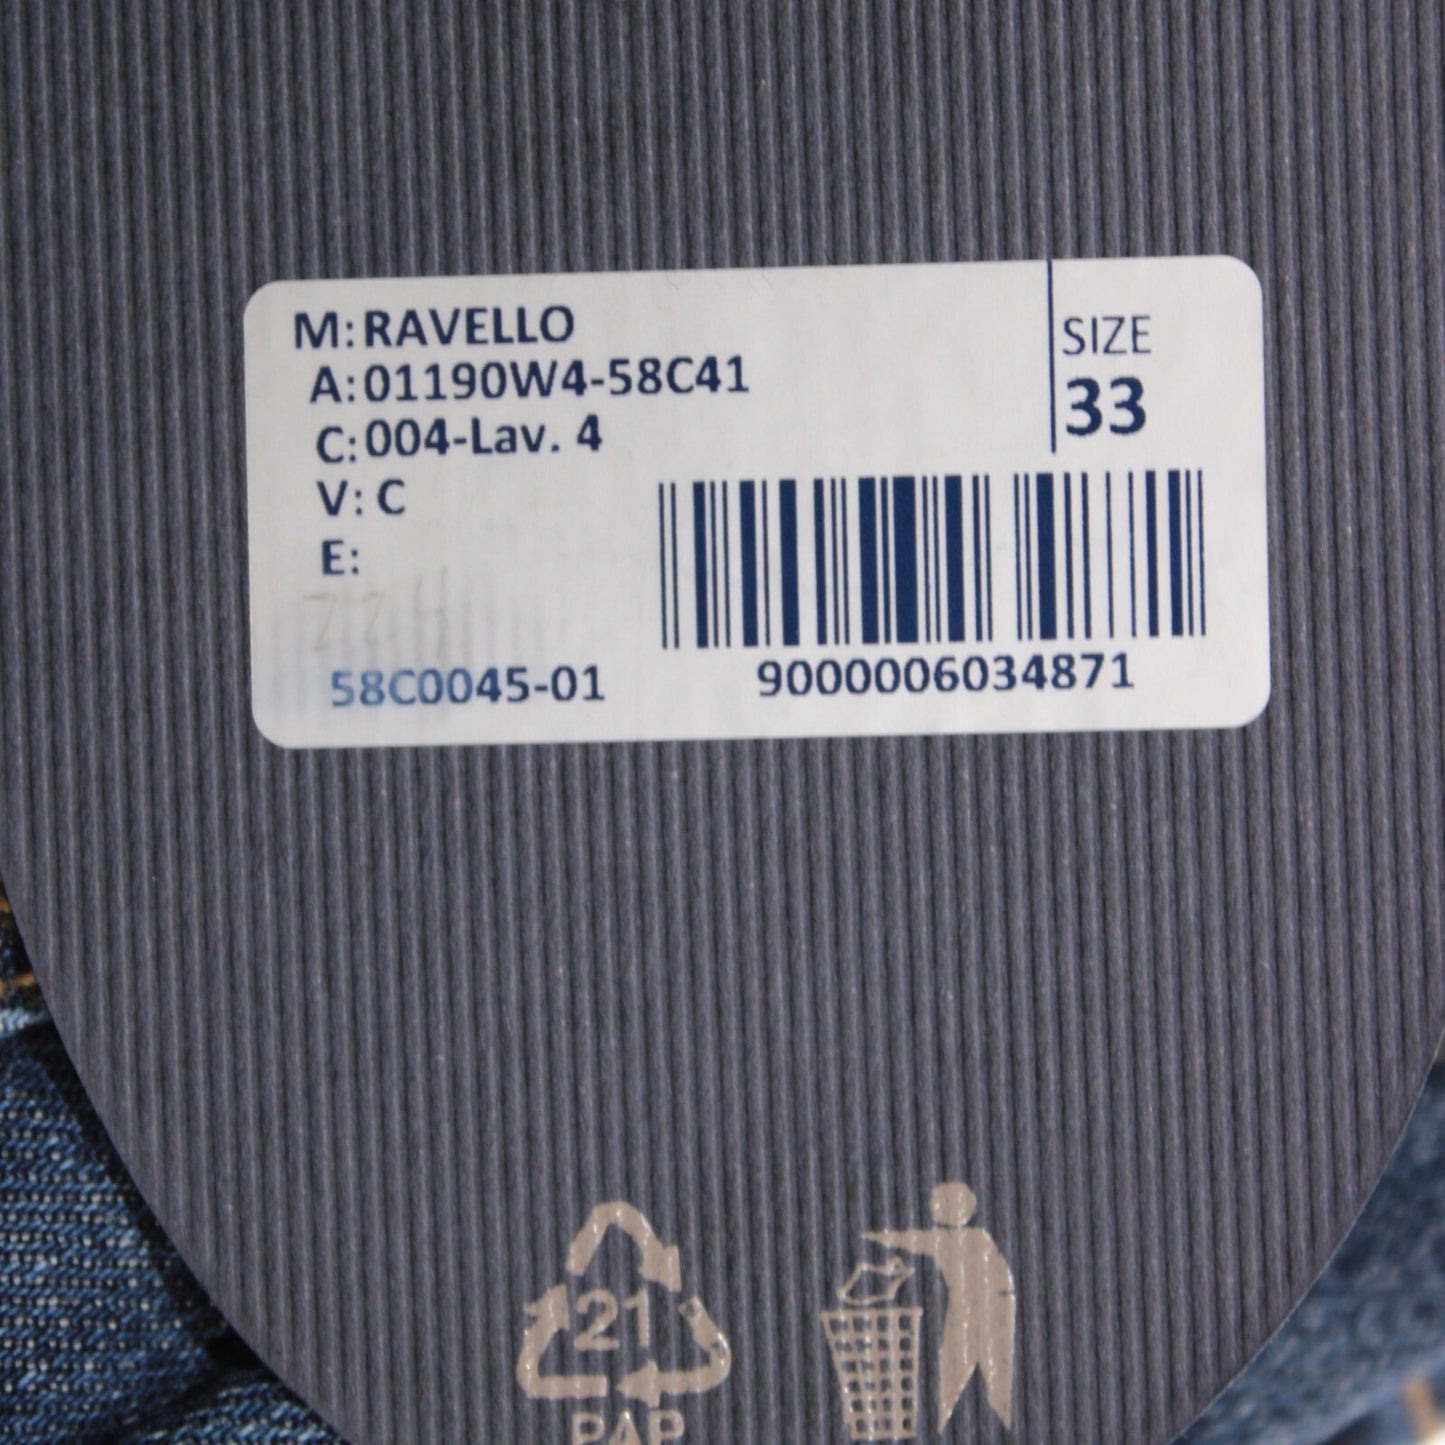 M: RAVELLO
A: 01190W4-58C41
C: 004-Lav. 4
V: C
E:
SIZE
33
58C0045-01
9000006034871
21
PAP